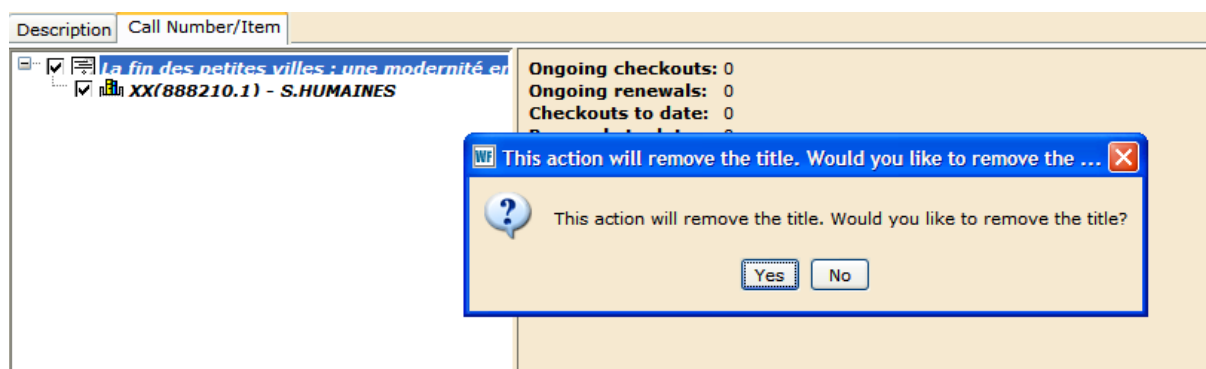 Description Call Number/Item
La fin des petites villes : une modernité en
XX(888210.1) - S.HUMAINES
Ongoing checkouts: 0
Ongoing renewals: 0
Checkouts to date: 0
WF This action will remove the title. Would you like to remove the ...
This action will remove the title. Would you like to remove the title?
Yes No